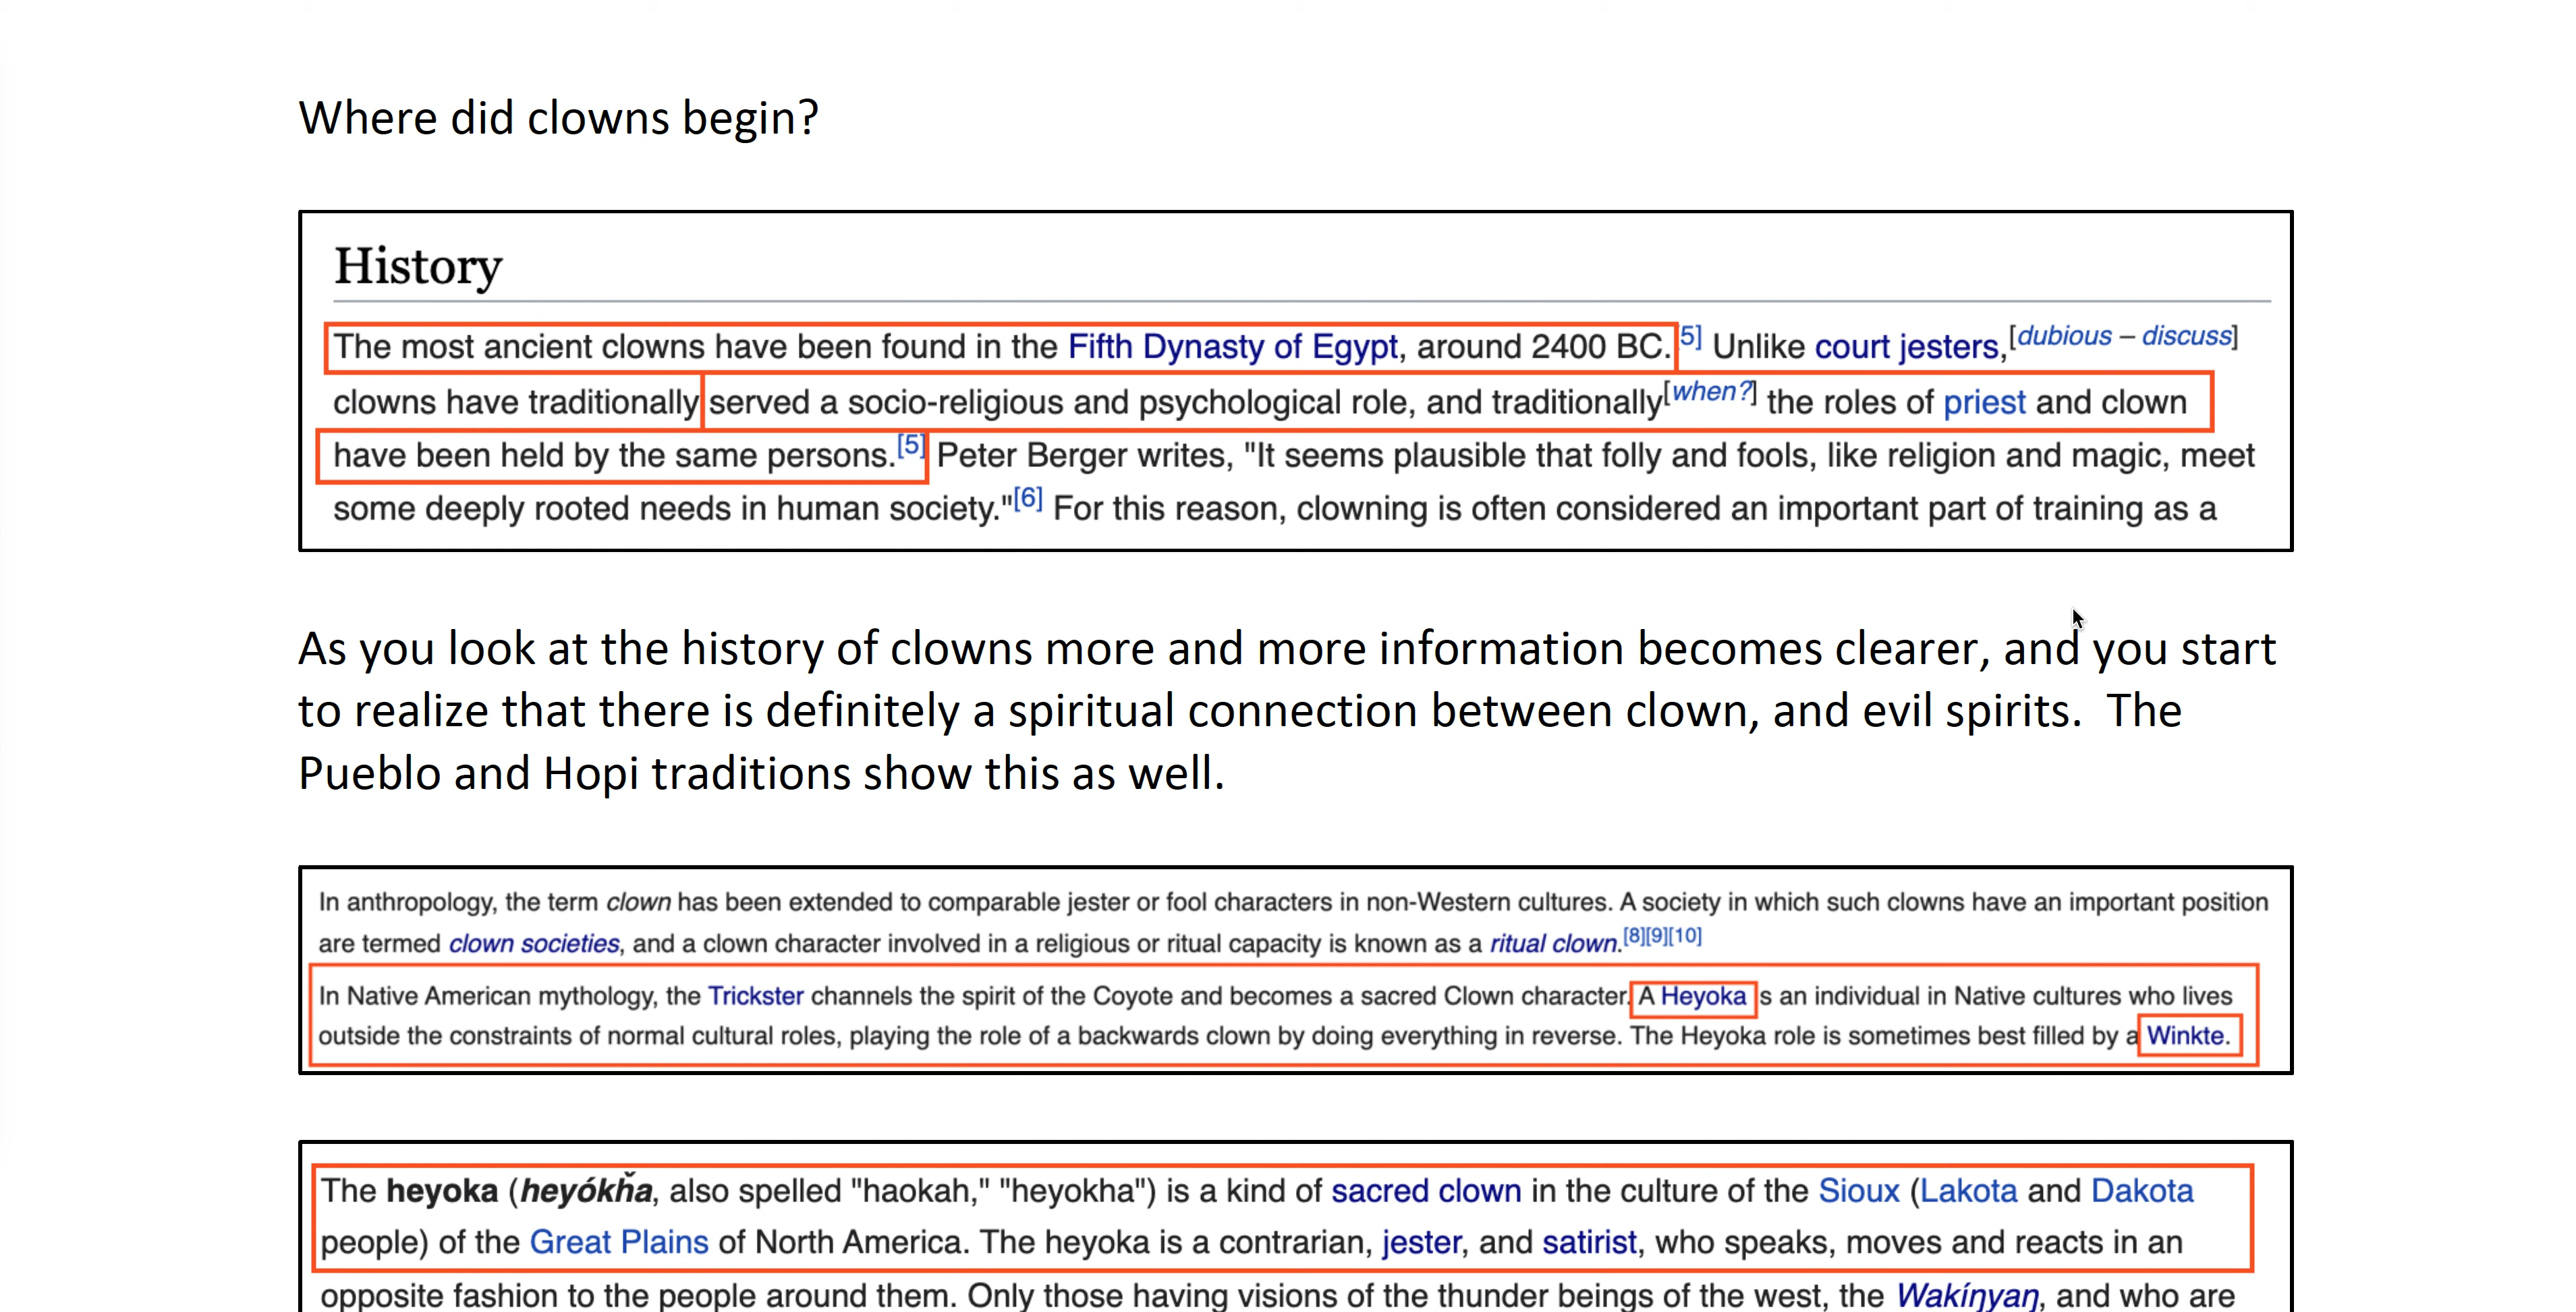 Where did clowns begin?
History
The most ancient clowns have been found in the Fifth Dynasty of Egypt, around 2400 BC.5] Unlike court jesters,[dubious – discuss]
clowns have traditionally served a socio-religious and psychological role, and traditionally[when?] the roles of priest and clown
have been held by the same persons.[5] Peter Berger writes, "It seems plausible that folly and fools, like religion and magic, meet
some deeply rooted needs in human society."[6] For this reason, clowning is often considered an important part of training as a
As you look at the history of clowns more and more information becomes clearer, and you start
to realize that there is definitely a spiritual connection between clown, and evil spirits.  The
Pueblo and Hopi traditions show this as well.
In anthropology, the term clown has been extended to comparable jester or fool characters in non-Western cultures. A society in which such clowns have an important position
are termed clown societies, and a clown character involved in a religious or ritual capacity is known as a ritual clown.[8][9][10]
In Native American mythology, the Trickster channels the spirit of the Coyote and becomes a sacred Clown character. A Heyoka s an individual in Native cultures who lives
outside the constraints of normal cultural roles, playing the role of a backwards clown by doing everything in reverse. The Heyoka role is sometimes best filled by a Winkte.
The heyoka (heyókȟa, also spelled "haokah," "heyokha") is a kind of sacred clown in the culture of the Sioux (Lakota and Dakota
people) of the Great Plains of North America. The heyoka is a contrarian, jester, and satirist, who speaks, moves and reacts in an
opposite fashion to the people around them. Only those having visions of the thunder beings of the west, the Wakíŋyaŋ, and who are